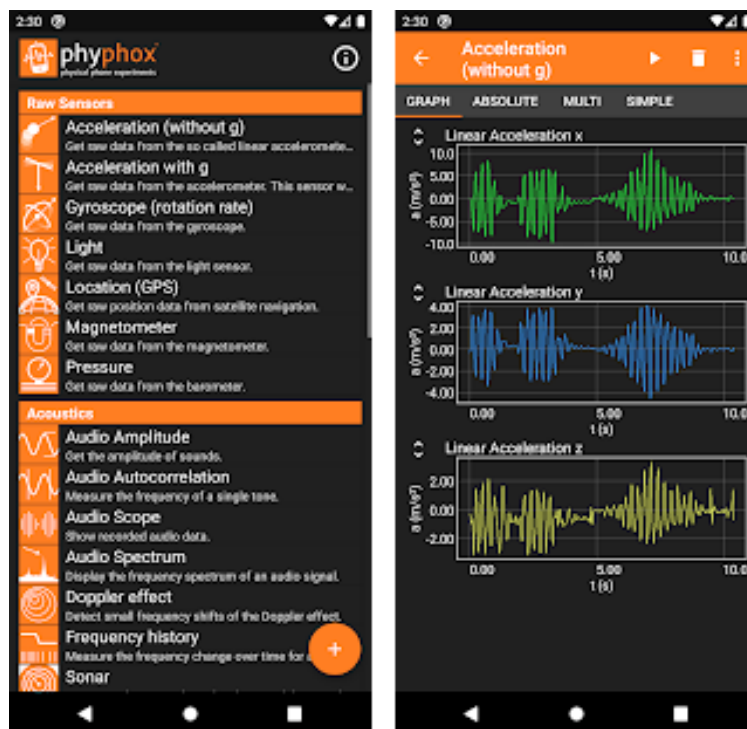 2:30
phyphox
physical phone experiments
Raw Sensors
Acceleration (without g)
Get raw data from the so called linear acceleromete...
Acceleration with g
Get raw data from the accelerometer. This sensor w...
Gyroscope (rotation rate)
Get raw data from the gyroscope.
Light
Get raw data from the light sensor.
Location (GPS)
Get raw position data from satellite navigation.
Magnetometer
Get raw data from the magnetometer.
Pressure
Get raw data from the barometer.
Acoustics
Audio Amplitude
Get the amplitude of sounds.
Audio Autocorrelation
Measure the frequency of a single tone.
Audio Scope
Show recorded audio data.
Audio Spectrum
Display the frequency spectrum of an audio signal.
Doppler effect
Detect small frequency shifts of the Doppler effect.
Frequency history
Measure the frequency change over time for
+
Sonar
2:30
Acceleration
(without g)
GRAPH ABSOLUTE MULTI SIMPLE
Linear Acceleration x
a (m/s²)
10.0
5.00
0.00
-5.00
-10.0
0.00 5.00 10.0
t (s)
Linear Acceleration y
a (m/s²)
4.00
2.00
0.00
-2.00
-4.00
0.00 5.00 10.0
t (s)
Linear Acceleration z
a (m/s²)
2.00
0.00
-2.00
0.00 5.00 10.0
t (s)